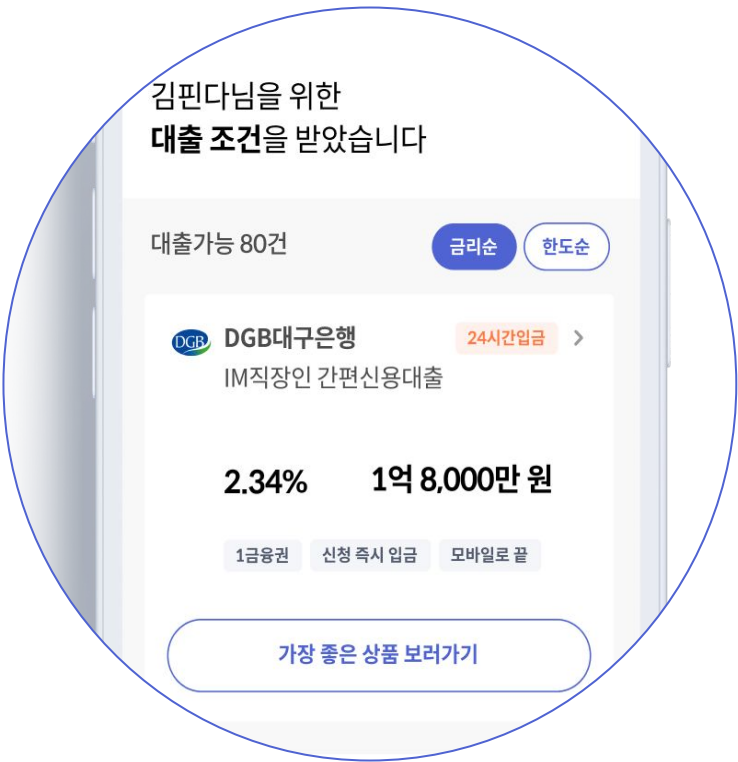 김핀다님을 위한
대출 조건을 받았습니다
대출가능 80건
금리순 한도순
DGB DGB대구은행 24시간입금
IM직장인 간편신용대출
2.34% 1억 8,000만 원
1금융권 신청 즉시 입금 모바일로 끝
가장 좋은 상품 보러가기